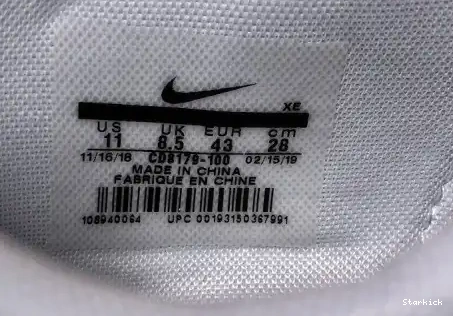 XE
US UK EUR cm
11 8.5 43 28
11/16/18 CD8179-100 02/15/19
MADE IN CHINA
FABRIQUE EN CHINE
108940064 UPC 00193150367991
Starkick